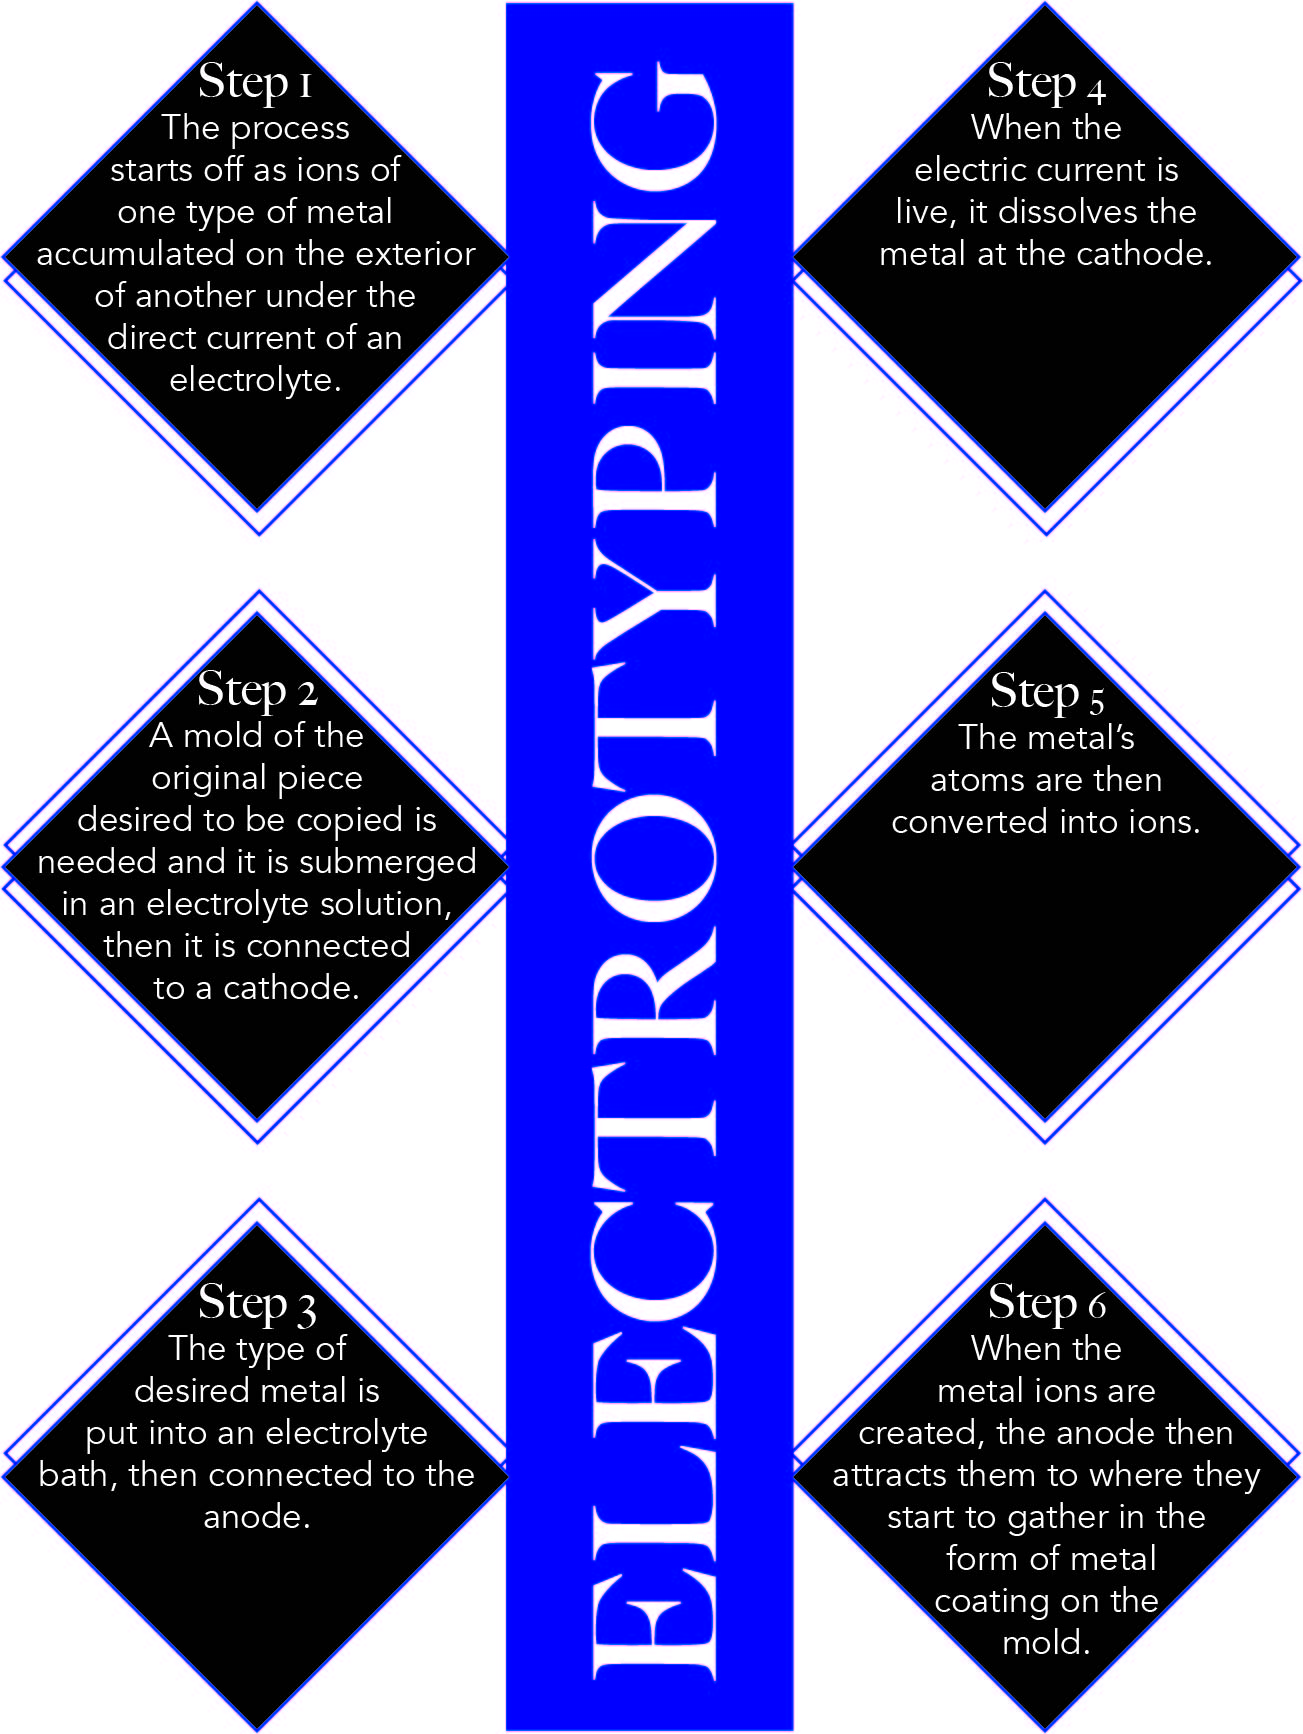 Step 1
The process
starts off as ions of
one type of metal
accumulated on the exterior
of another under the
direct current of an
electrolyte.
Step 2
A mold of the
original piece
desired to be copied is
needed and it is submerged
in an electrolyte solution,
then it is connected
to a cathode.
Step 3
The type of
desired metal is
put into an electrolyte
bath, then connected to the
anode.
ELECTROTYPING
Step 4
When the
electric current is
live, it dissolves the
metal at the cathode.
Step 5
The metal’s
atoms are then
converted into ions.
Step 6
When the
metal ions are
created, the anode then
attracts them to where they
start to gather in the
form of metal
coating on the
mold.